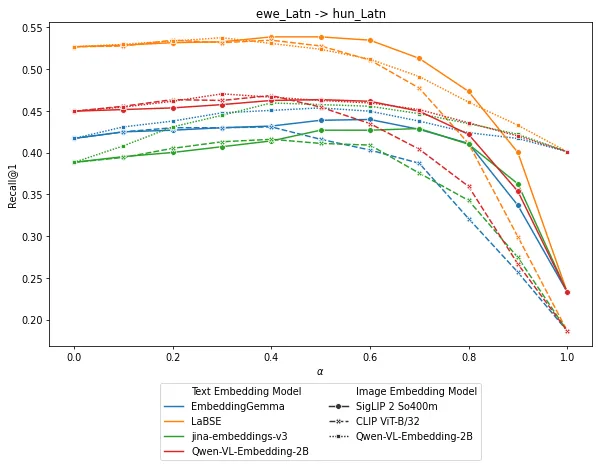 ewe_Latn -> hun_Latn
0.55
0.50
0.45
0.40
0.35
0.30
0.25
0.20
Recall@1
0.0 0.2 0.4 0.6 0.8 1.0
α
Text Embedding Model
EmbeddingGemma
LaBSE
jina-embeddings-v3
Qwen-VL-Embedding-2B
Image Embedding Model
SigLIP 2 So400m
CLIP ViT-B/32
Qwen-VL-Embedding-2B